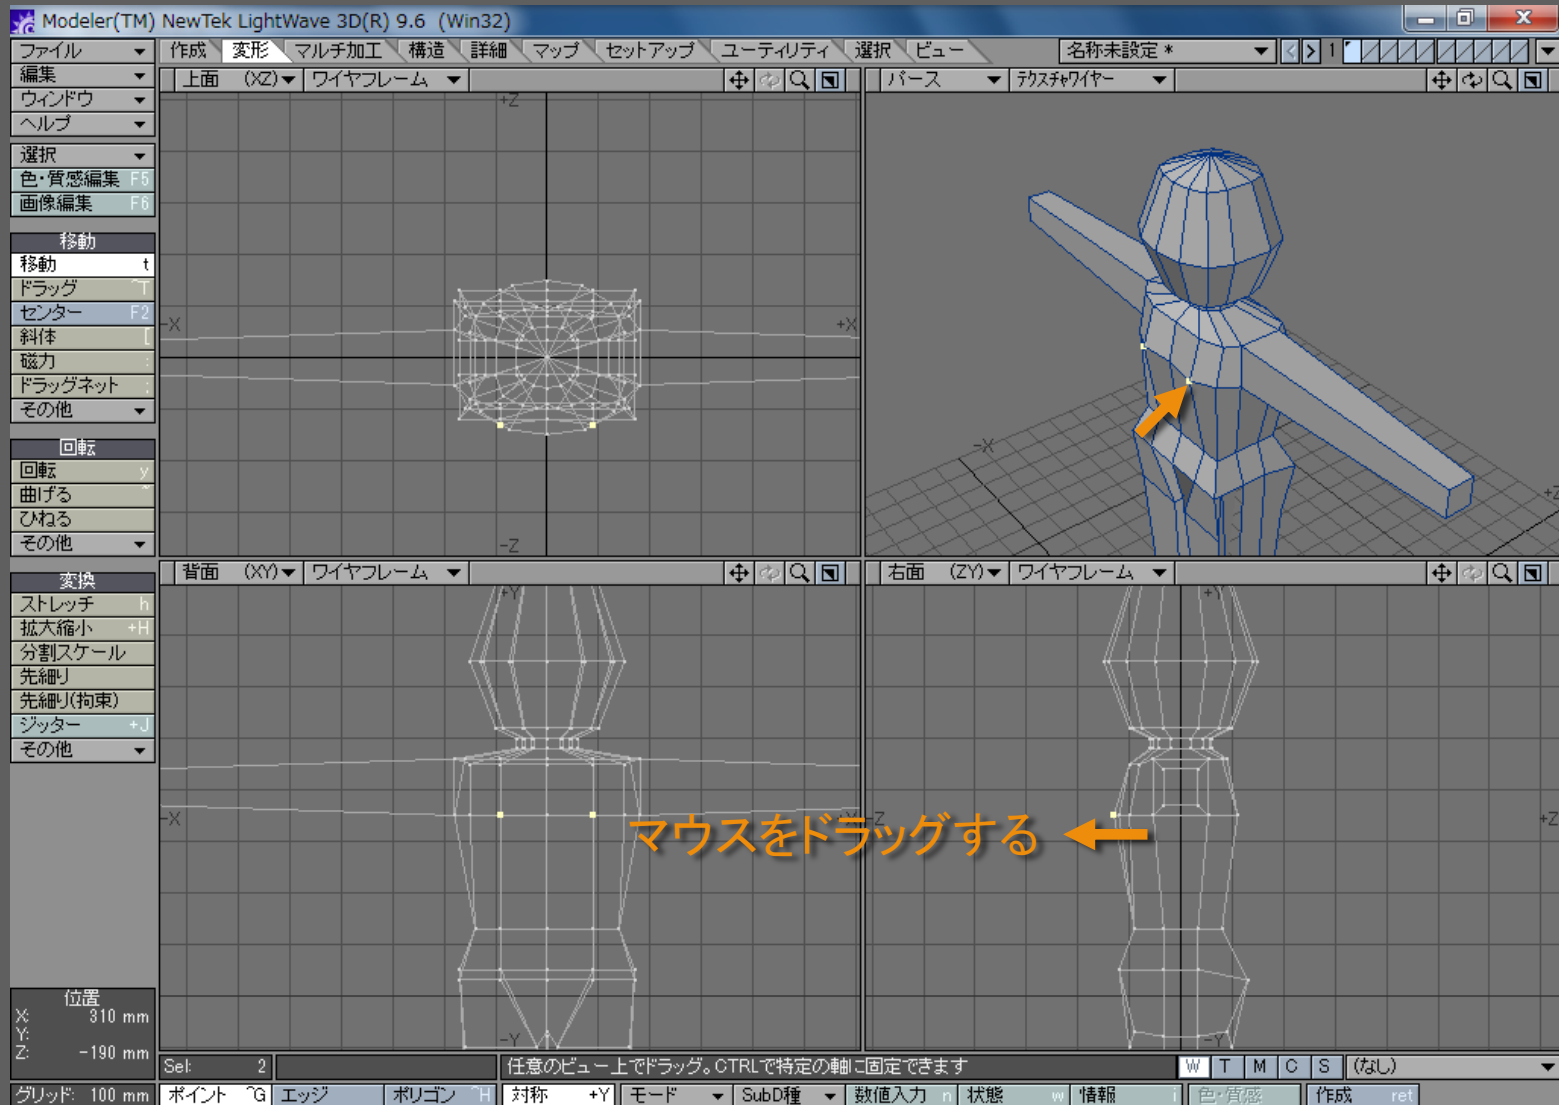 Modeler(TM) NewTek LightWave 3D(R) 9.6 (Win32)
ファイル 作成 変形 マルチ加工 構造 詳細 マップ セットアップ ユーティリティ 選択 ビュー 名称未設定 * 1
編集
ウィンドウ
ヘルプ
選択
色・質感編集 F5
画像編集 F6
移動
移動 t
ドラッグ ^T
センター F2
斜体 [
磁力 :
ドラッグネット ;
その他
回転
回転 y
曲げる ~
ひねる
その他
変換
ストレッチ h
拡大縮小 +H
分割スケール
先細り
先細り(拘束)
ジッター +J
その他
上面 (XZ) ワイヤフレーム
+Z
-X
+X
-Z
パース テクスチャワイヤー
-X
+Z
背面 (XY) ワイヤフレーム
+Y
-X
-Y
右面 (ZY) ワイヤフレーム
+Y
-Z
+Z
-Y
マウスをドラッグする
位置
X: 310 mm
Y:
Z: -190 mm
Sel: 2
任意のビュー上でドラッグ。CTRLで特定の軸に固定できます
W T M C S (なし)
グリッド: 100 mm ポイント ^G エッジ ポリゴン ^H 対称 +Y モード SubD種 数値入力 n 状態 w 情報 i 色・質感 作成 ret